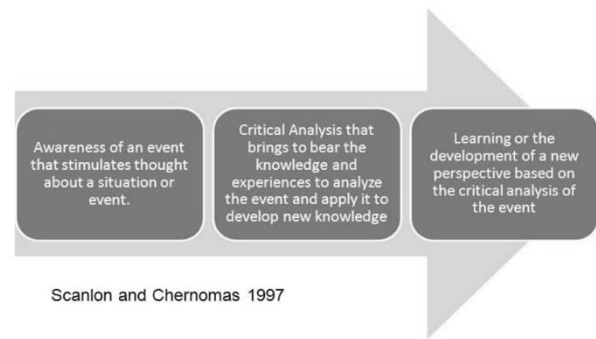 Awareness of an event
that stimulates thought
about a situation or
event.
Critical Analysis that
brings to bear the
knowledge and
experiences to analyze
the event and apply it to
develop new knowledge
Learning or the
development of a new
perspective based on
the critical analysis of
the event
Scanlon and Chernomas 1997